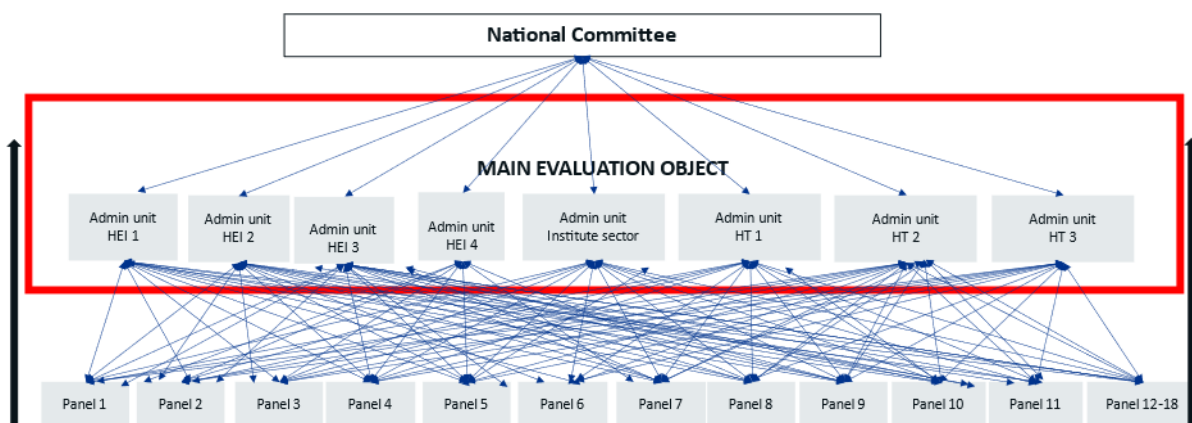 National Committee
MAIN EVALUATION OBJECT
Admin unit
HEI 1
Admin unit
HEI 2
Admin unit
HEI 3
Admin unit
HEI 4
Admin unit
Institute sector
Admin unit
HT 1
Admin unit
HT 2
Admin unit
HT 3
Panel 1
Panel 2
Panel 3
Panel 4
Panel 5
Panel 6
Panel 7
Panel 8
Panel 9
Panel 10
Panel 11
Panel 12-18